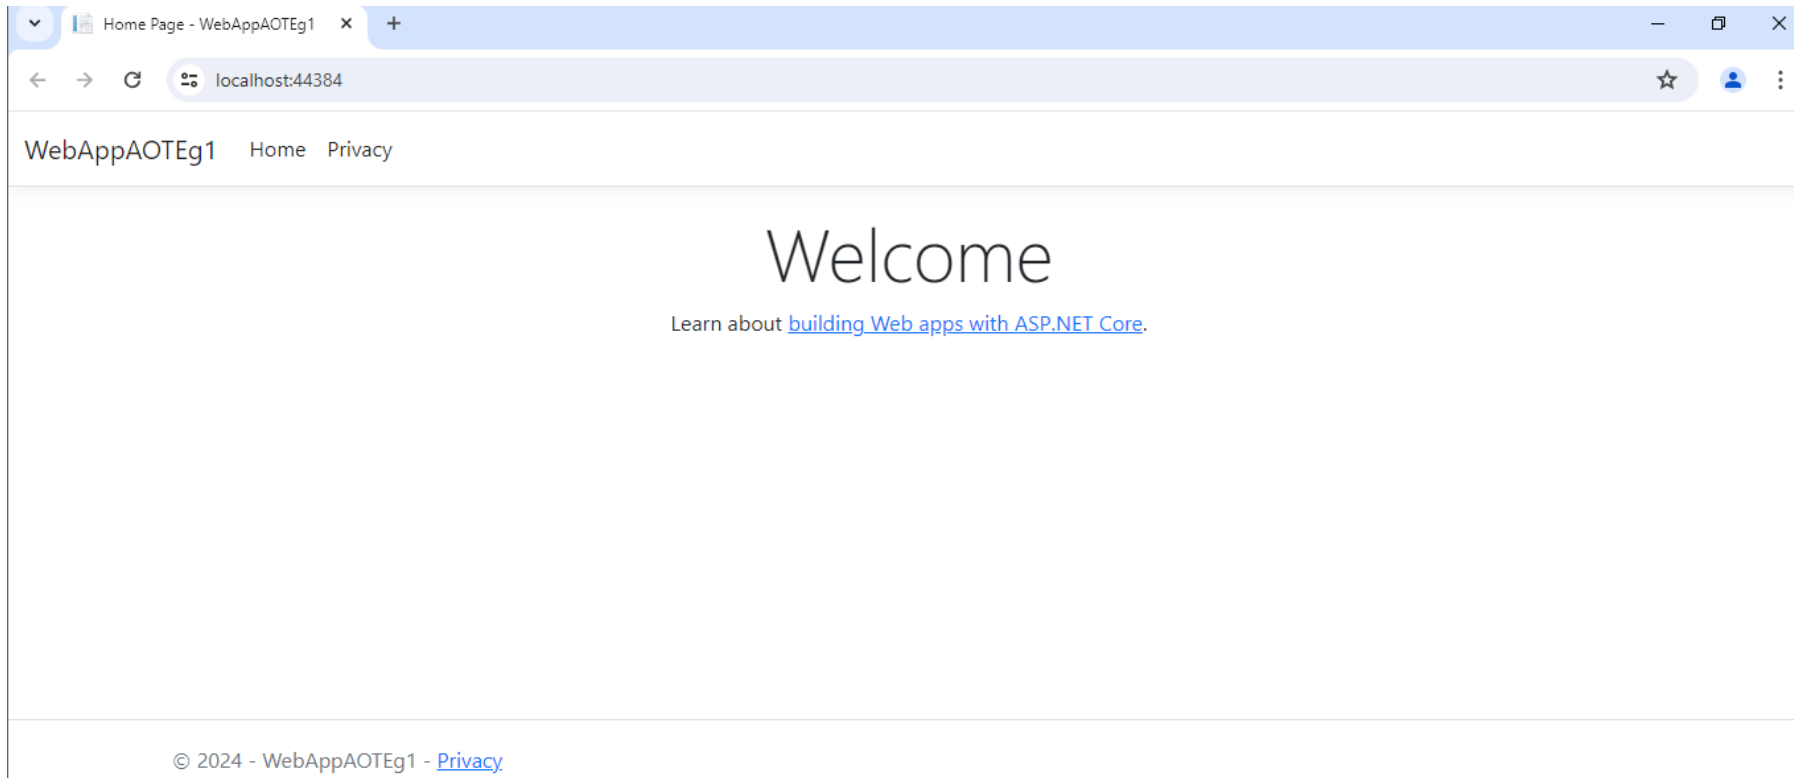 Home Page - WebAppAOTEg1
localhost:44384
WebAppAOTEg1 Home Privacy
Welcome
Learn about building Web apps with ASP.NET Core.
© 2024 - WebAppAOTEg1 - Privacy